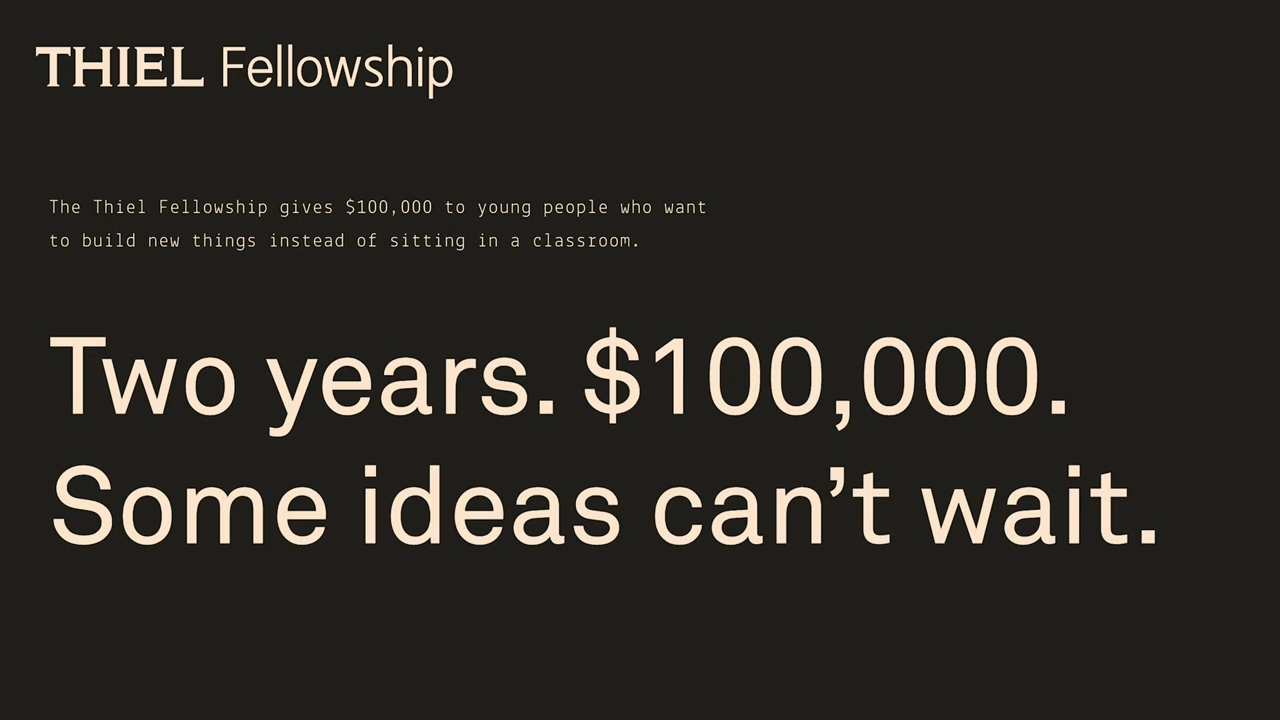 THIEL Fellowship
The Thiel Fellowship gives $100,000 to young people who want
to build new things instead of sitting in a classroom.
Two years. $100,000.
Some ideas can’t wait.